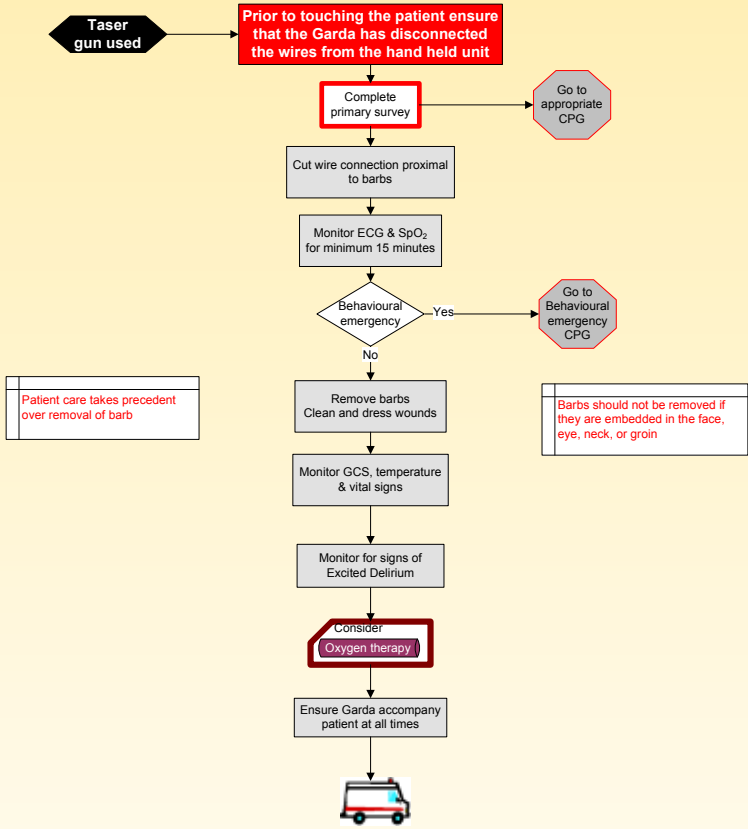 Taser
gun used
Prior to touching the patient ensure
that the Garda has disconnected
the wires from the hand held unit
Complete
primary survey
Go to
appropriate
CPG
Cut wire connection proximal
to barbs
Monitor ECG & SpO₂
for minimum 15 minutes
Behavioural
emergency
Yes
Go to
Behavioural
emergency
CPG
No
Patient care takes precedent
over removal of barb
Remove barbs
Clean and dress wounds
Barbs should not be removed if
they are embedded in the face,
eye, neck, or groin
Monitor GCS, temperature
& vital signs
Monitor for signs of
Excited Delirium
Consider
Oxygen therapy
Ensure Garda accompany
patient at all times